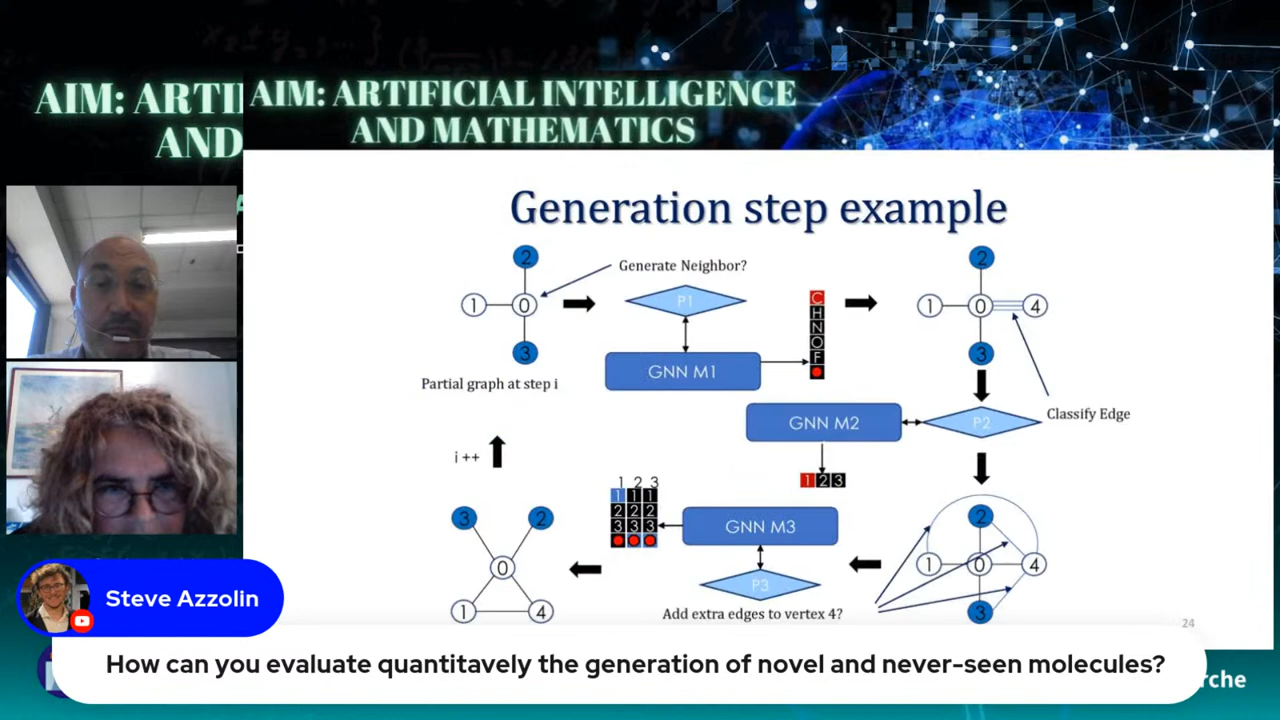 AIM: ARTI
AND
AIM: ARTIFICIAL INTELLIGENCE
AND MATHEMATICS
Generation step example
2
1
0
3
Partial graph at step i
Generate Neighbor?
P1
GNN M1
C
H
N
O
F
2
1
0
4
3
Classify Edge
P2
GNN M2
1 2 3
2
1
0
4
3
GNN M3
P3
Add extra edges to vertex 4?
1 2 3
1 1 1
2 2 2
3 3 3
i ++
3
2
0
1
4
24
Steve Azzolin
How can you evaluate quantitavely the generation of novel and never-seen molecules?
rche